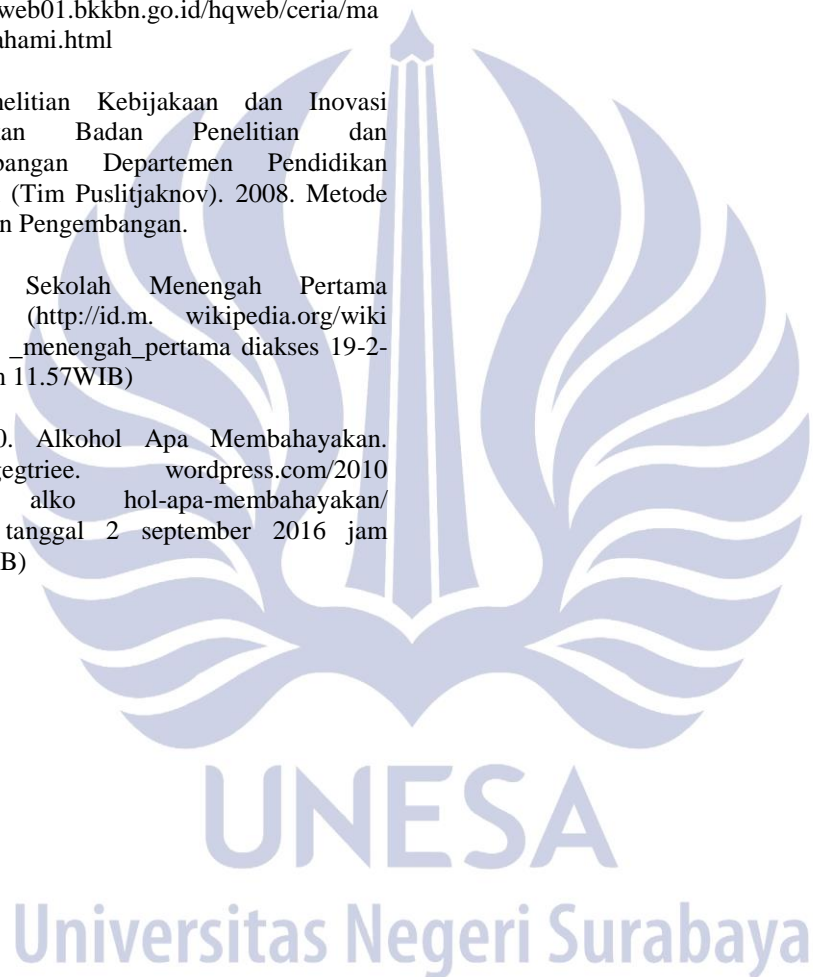 web01.bkkbn.go.id/hqweb/ceria/ma
ahami.html
nelitian Kebijakaan dan Inovasi
kan Badan Penelitian dan
bangan Departemen Pendidikan
(Tim Puslitjaknov). 2008. Metode
n Pengembangan.
Sekolah Menengah Pertama
(http://id.m. wikipedia.org/wiki
_menengah_pertama diakses 19-2-
n 11.57WIB)
0. Alkohol Apa Membahayakan.
gegtriee. wordpress.com/2010
alko hol-apa-membahayakan/
tanggal 2 september 2016 jam
B)
UNESA
Universitas Negeri Surabaya